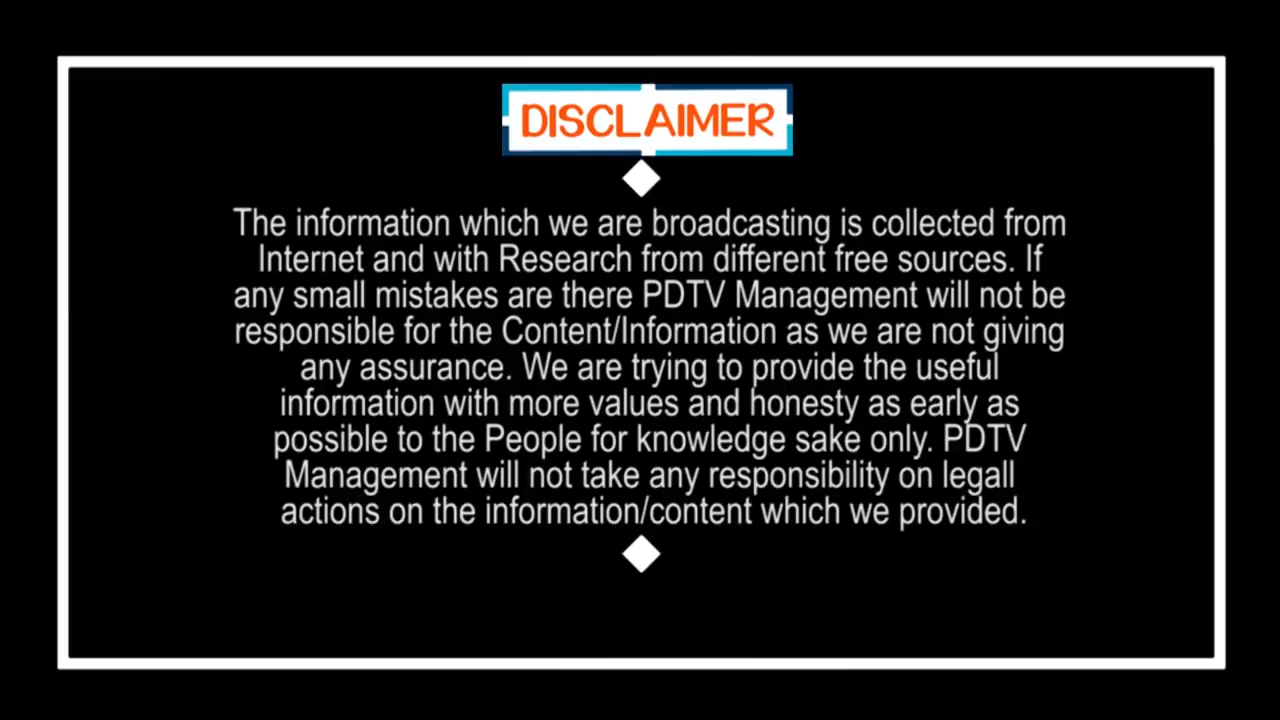 DISCLAIMER
The information which we are broadcasting is collected from
Internet and with Research from different free sources. If
any small mistakes are there PDTV Management will not be
responsible for the Content/Information as we are not giving
any assurance. We are trying to provide the useful
information with more values and honesty as early as
possible to the People for knowledge sake only. PDTV
Management will not take any responsibility on legall
actions on the information/content which we provided.